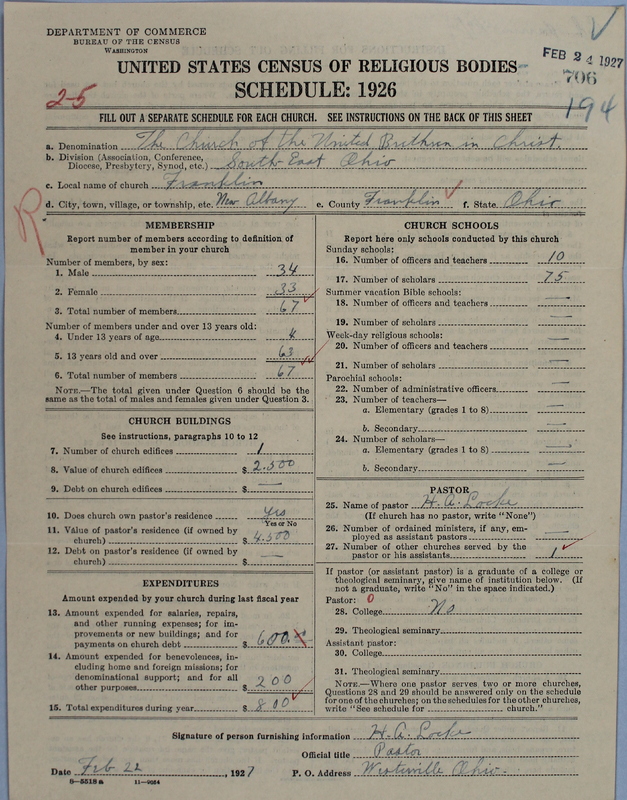 DEPARTMENT OF COMMERCE
BUREAU OF THE CENSUS
WASHINGTON
FEB 24 1927
706
194
UNITED STATES CENSUS OF RELIGIOUS BODIES
SCHEDULE: 1926
2-5
FILL OUT A SEPARATE SCHEDULE FOR EACH CHURCH. SEE INSTRUCTIONS ON THE BACK OF THIS SHEET
a. Denomination The Church of the United Brethren in Christ.
b. Division (Association, Conference,
Diocese, Presbytery, Synod, etc.) South-East Ohio
c. Local name of church Franklin
d. City, town, village, or township, etc. New Albany e. County Franklin f. State Ohio
R
MEMBERSHIP
Report number of members according to definition of
member in your church
Number of members, by sex:
1. Male 34
2. Female 33
3. Total number of members 67
Number of members under and over 13 years old:
4. Under 13 years of age 4
5. 13 years old and over 63
6. Total number of members 67
NOTE.—The total given under Question 6 should be
the same as the total of males and females given under Question 3.
CHURCH BUILDINGS
See instructions, paragraphs 10 to 12
7. Number of church edifices 1
8. Value of church edifices $ 2.500
9. Debt on church edifices $ —
10. Does church own pastor's residence yes
Yes or No
11. Value of pastor's residence (if owned by
church) $ 4.500
12. Debt on pastor's residence (if owned by
church) $ —
EXPENDITURES
Amount expended by your church during last fiscal year
13. Amount expended for salaries, repairs,
and other running expenses; for im-
provements or new buildings; and for
payments on church debt $ 600.
14. Amount expended for benevolences, in-
cluding home and foreign missions; for
denominational support; and for all
other purposes $ 200
15. Total expenditures during year $ 800
CHURCH SCHOOLS
Report here only schools conducted by this church
Sunday schools:
16. Number of officers and teachers 10
17. Number of scholars 75
Summer vacation Bible schools:
18. Number of officers and teachers —
19. Number of scholars —
Week-day religious schools:
20. Number of officers and teachers —
21. Number of scholars —
Parochial schools:
22. Number of administrative officers —
23. Number of teachers—
a. Elementary (grades 1 to 8) —
b. Secondary —
24. Number of scholars—
a. Elementary (grades 1 to 8) —
b. Secondary —
PASTOR
25. Name of pastor H. A. Locke
(If church has no pastor, write "None")
26. Number of ordained ministers, if any, em-
ployed as assistant pastors —
27. Number of other churches served by the
pastor or his assistants 1
If pastor (or assistant pastor) is a graduate of a college or
theological seminary, give name of institution below. (If
not a graduate, write "No" in the space indicated.)
Pastor: 0
28. College No
29. Theological seminary
Assistant pastor:
30. College
31. Theological seminary
NOTE.—Where one pastor serves two or more churches,
Questions 28 and 29 should be answered only on the schedule
for one of the churches; on the schedules for the other churches,
write "See schedule for church."
Signature of person furnishing information H. A. Locke
Official title Pastor
Date Feb 22, 1927 P. O. Address Westerville Ohio.
8—5518 a 11—9054